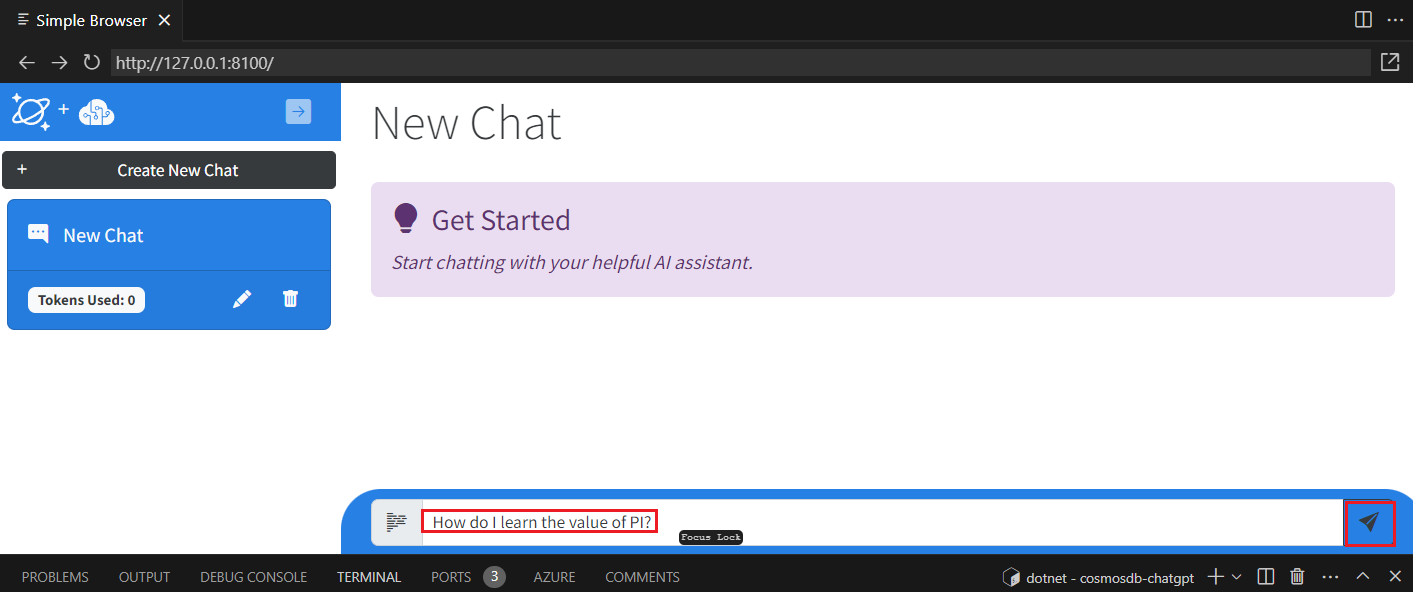 Simple Browser
http://127.0.0.1:8100/
+
+ Create New Chat
New Chat
Tokens Used: 0
New Chat
Get Started
Start chatting with your helpful AI assistant.
How do I learn the value of PI?
Focus Lock
PROBLEMS OUTPUT DEBUG CONSOLE TERMINAL PORTS 3 AZURE COMMENTS dotnet - cosmosdb-chatgpt